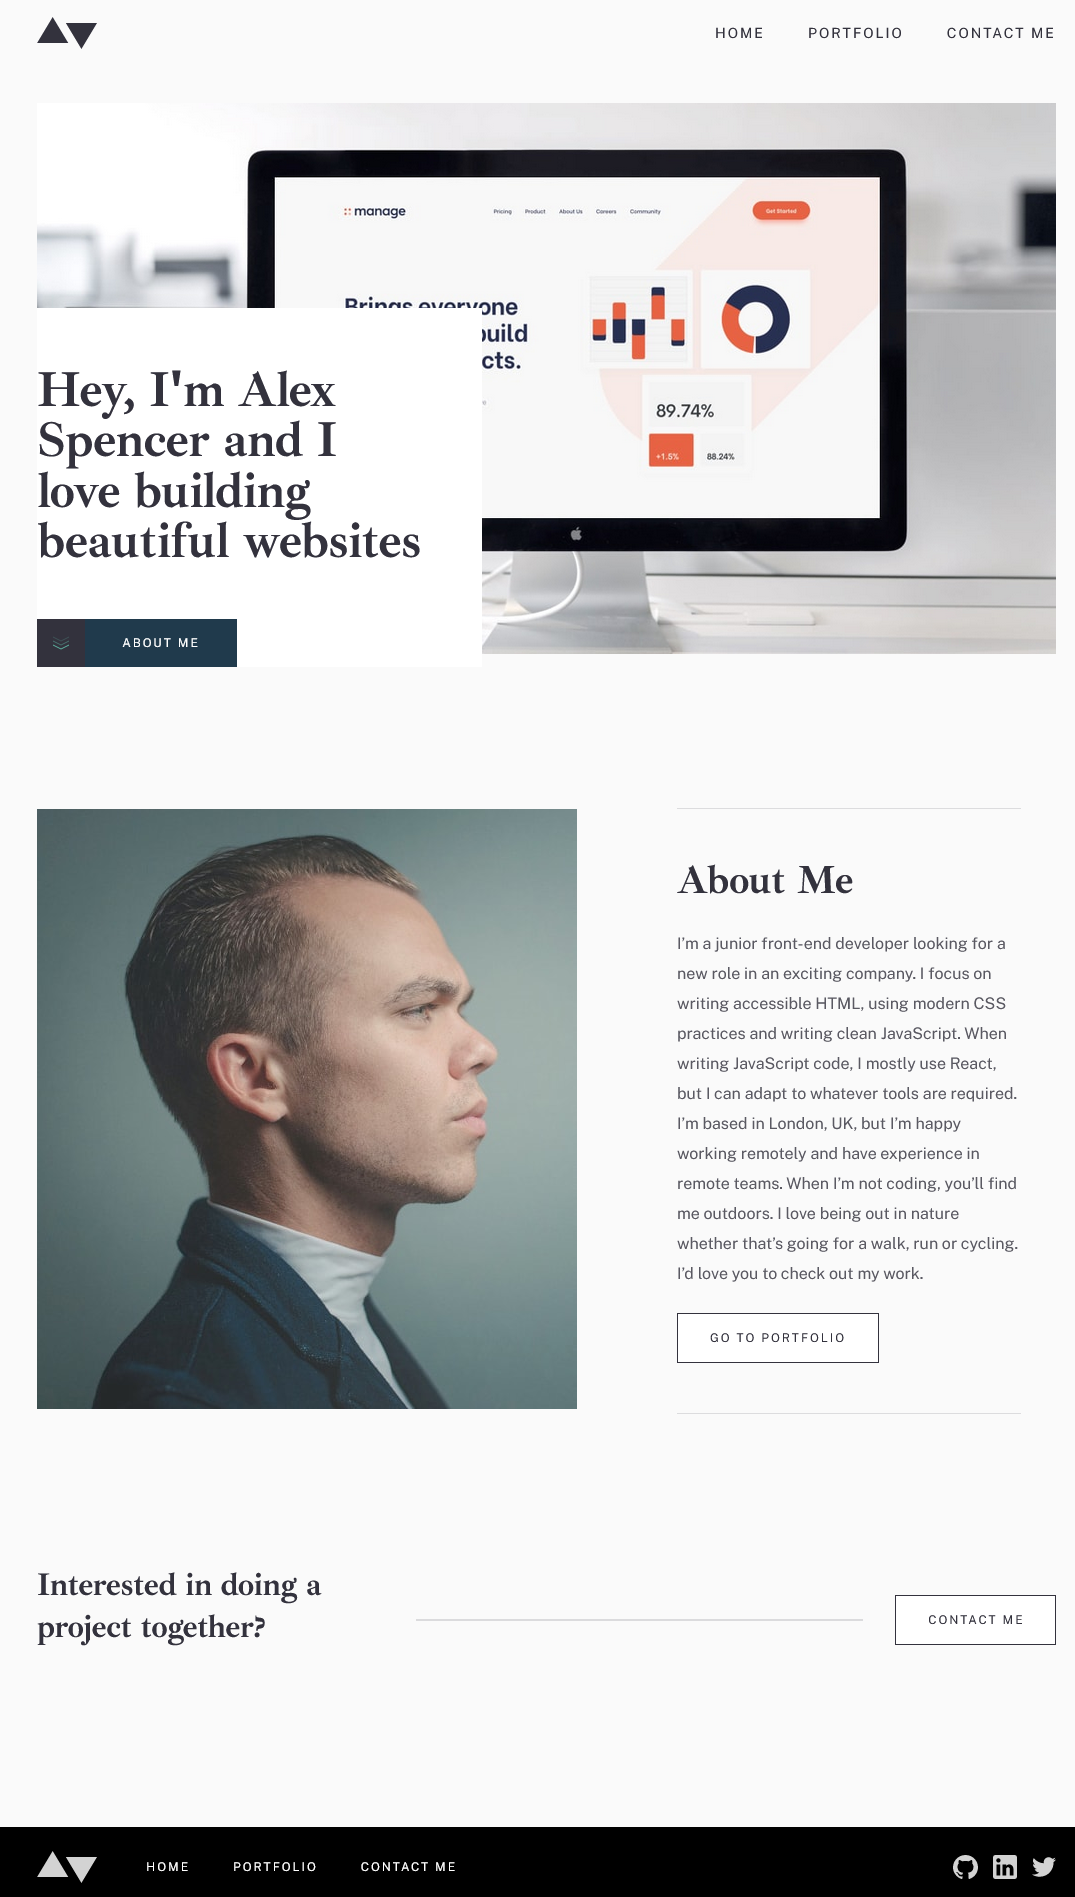 HOME PORTFOLIO CONTACT ME
manage
Pricing Product About Us Careers Community
Get Started
Brings everyone
build
cts.
89.74%
+1.5% 88.24%
Hey, I'm Alex
Spencer and I
love building
beautiful websites
ABOUT ME
About Me
I’m a junior front-end developer looking for a
new role in an exciting company. I focus on
writing accessible HTML, using modern CSS
practices and writing clean JavaScript. When
writing JavaScript code, I mostly use React,
but I can adapt to whatever tools are required.
I’m based in London, UK, but I’m happy
working remotely and have experience in
remote teams. When I’m not coding, you’ll find
me outdoors. I love being out in nature
whether that’s going for a walk, run or cycling.
I’d love you to check out my work.
GO TO PORTFOLIO
Interested in doing a
project together?
CONTACT ME
HOME PORTFOLIO CONTACT ME